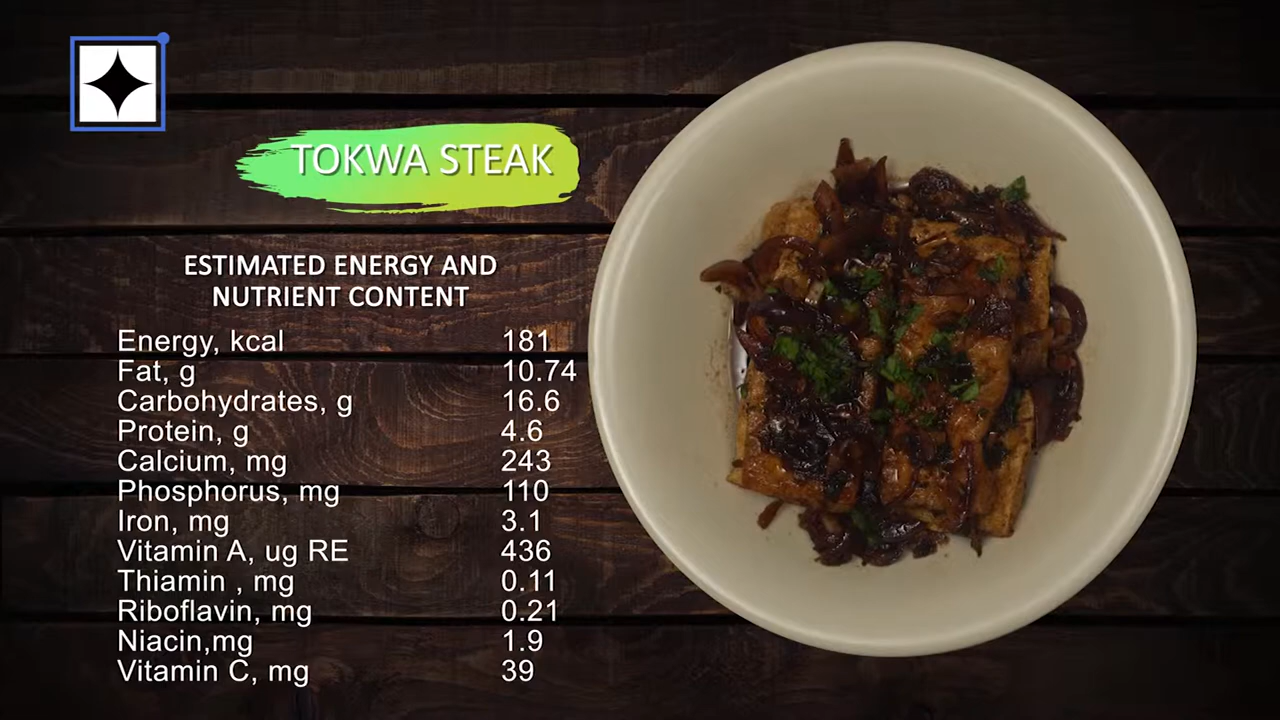 TOKWA STEAK
ESTIMATED ENERGY AND
NUTRIENT CONTENT
Energy, kcal 181
Fat, g 10.74
Carbohydrates, g 16.6
Protein, g 4.6
Calcium, mg 243
Phosphorus, mg 110
Iron, mg 3.1
Vitamin A, ug RE 436
Thiamin , mg 0.11
Riboflavin, mg 0.21
Niacin,mg 1.9
Vitamin C, mg 39